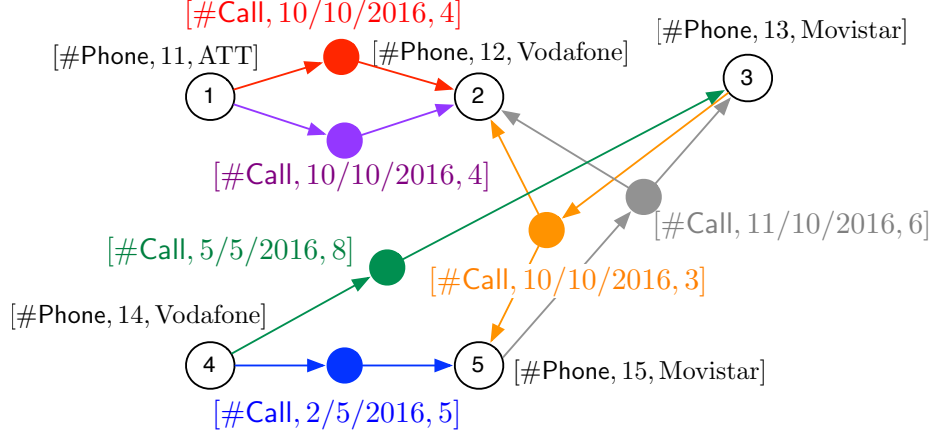 [#Call, 10/10/2016, 4]
[#Phone, 11, ATT]
[#Phone, 12, Vodafone]
[#Phone, 13, Movistar]
1
2
3
[#Call, 10/10/2016, 4]
[#Call, 11/10/2016, 6]
[#Call, 5/5/2016, 8]
[#Call, 10/10/2016, 3]
[#Phone, 14, Vodafone]
4
5
[#Phone, 15, Movistar]
[#Call, 2/5/2016, 5]